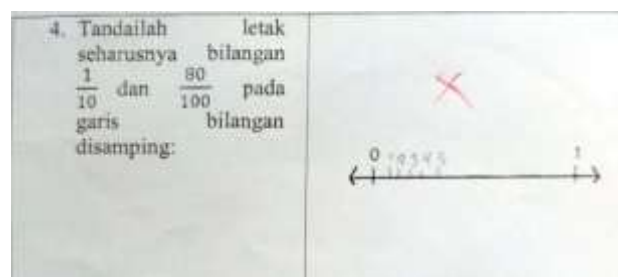 4. Tandailah letak
seharusnya bilangan
1/10 dan 80/100 pada
garis bilangan
disamping:
0 1